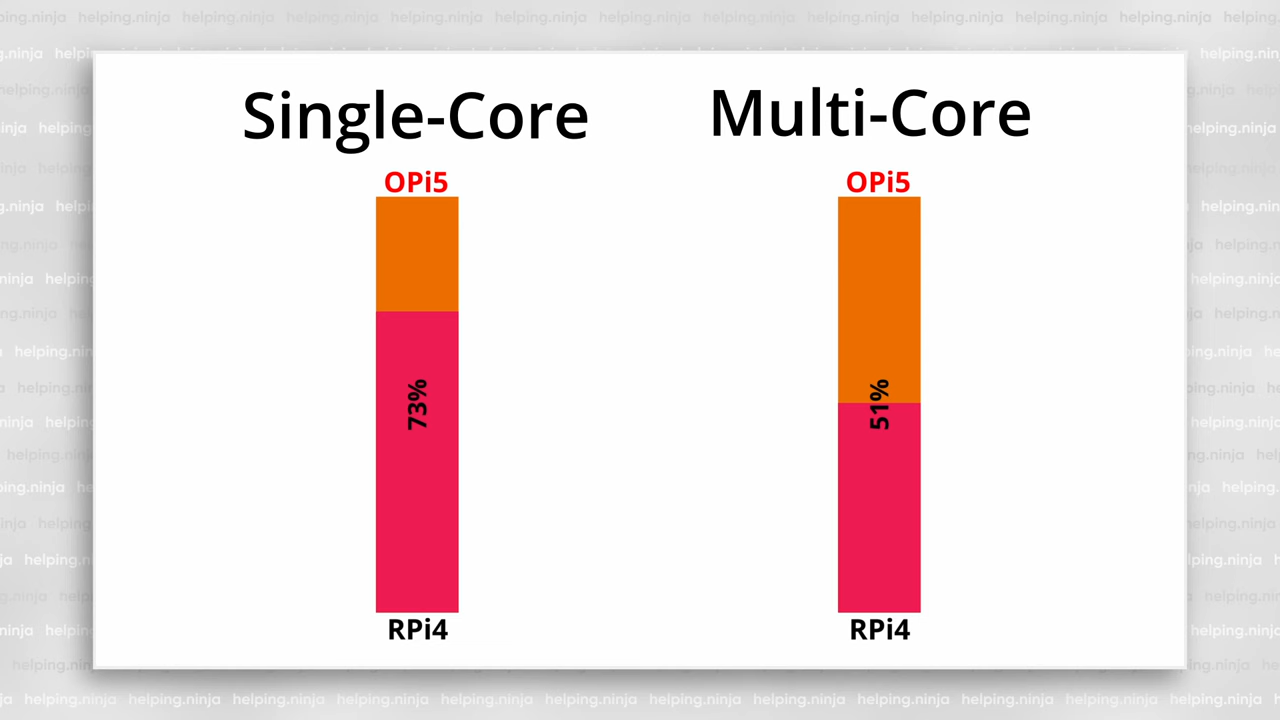 Single-Core
Multi-Core
OPi5
OPi5
73%
51%
RPi4
RPi4
helping.ninja